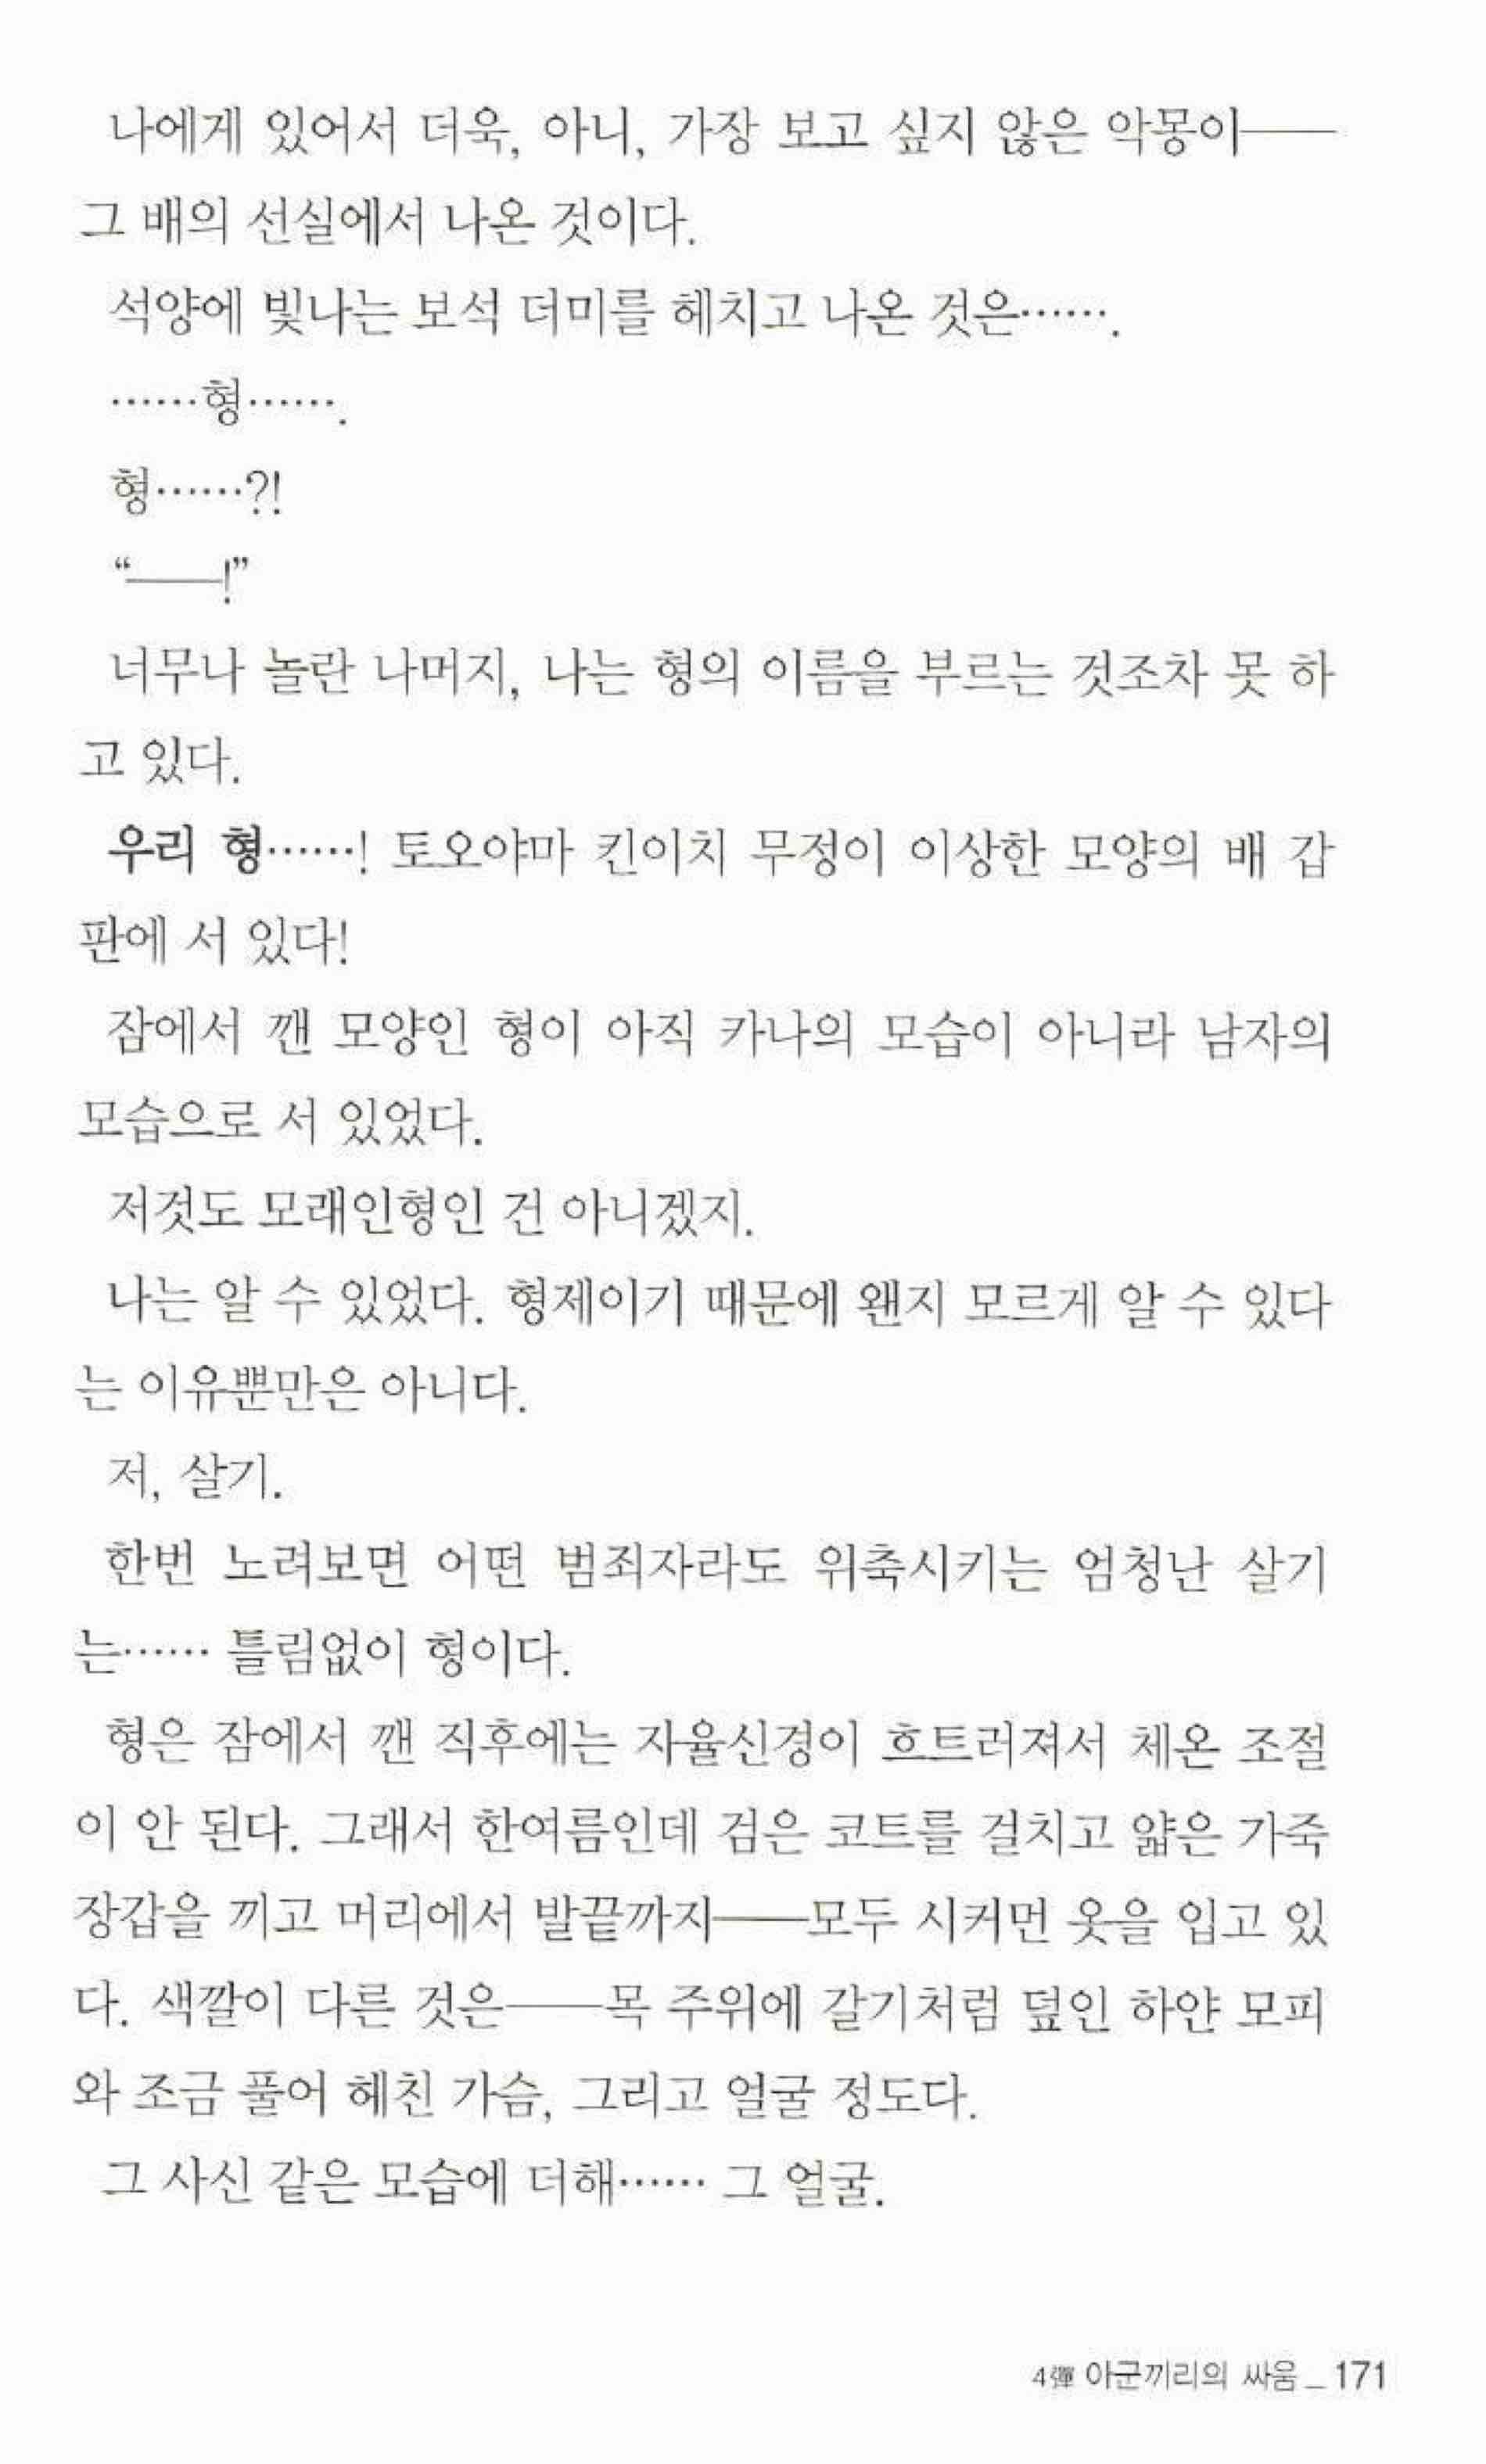 나에게 있어서 더욱, 아니, 가장 보고 싶지 않은 악몽이──
그 배의 선실에서 나온 것이다.
석양에 빛나는 보석 더미를 헤치고 나온 것은…….
……형…….
형……?!
“──!”
너무나 놀란 나머지, 나는 형의 이름을 부르는 것조차 못 하
고 있다.
우리 형……! 토오야마 킨이치 무정이 이상한 모양의 배 갑
판에 서 있다!
잠에서 깬 모양인 형이 아직 카나의 모습이 아니라 남자의
모습으로 서 있었다.
저것도 모래인형인 건 아니겠지.
나는 알 수 있었다. 형제이기 때문에 왠지 모르게 알 수 있다
는 이유뿐만은 아니다.
저, 살기.
한번 노려보면 어떤 범죄자라도 위축시키는 엄청난 살기
는…… 틀림없이 형이다.
형은 잠에서 깬 직후에는 자율신경이 흐트러져서 체온 조절
이 안 된다. 그래서 한여름인데 검은 코트를 걸치고 얇은 가죽
장갑을 끼고 머리에서 발끝까지──모두 시커먼 옷을 입고 있
다. 색깔이 다른 것은──목 주위에 갈기처럼 덮인 하얀 모피
와 조금 풀어 헤친 가슴, 그리고 얼굴 정도다.
그 사신 같은 모습에 더해…… 그 얼굴.
4彈 아군끼리의 싸움_171